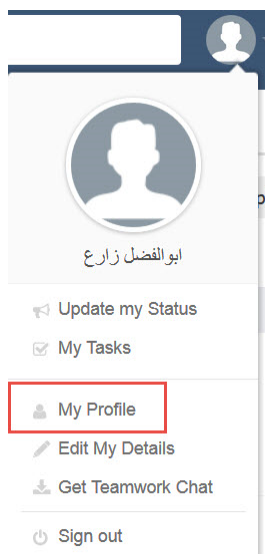 ابوالفضل زارع
Update my Status
My Tasks
My Profile
Edit My Details
Get Teamwork Chat
Sign out